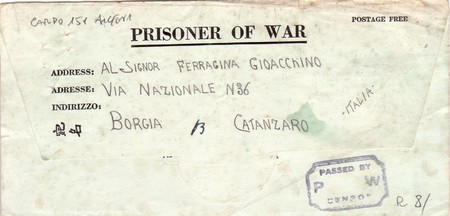 CAMPO 151 
POSTAGE FREE
PRISONER OF WAR
ADDRESS: AL-SIGNOR FERRAGINA GIOACCHINO
ADRESSE: VIA NAZIONALE N36
INDIRIZZO:
BORGIA CATANZARO
-ITALIA-
PASSED BY
P W
CENSOR
R 8/